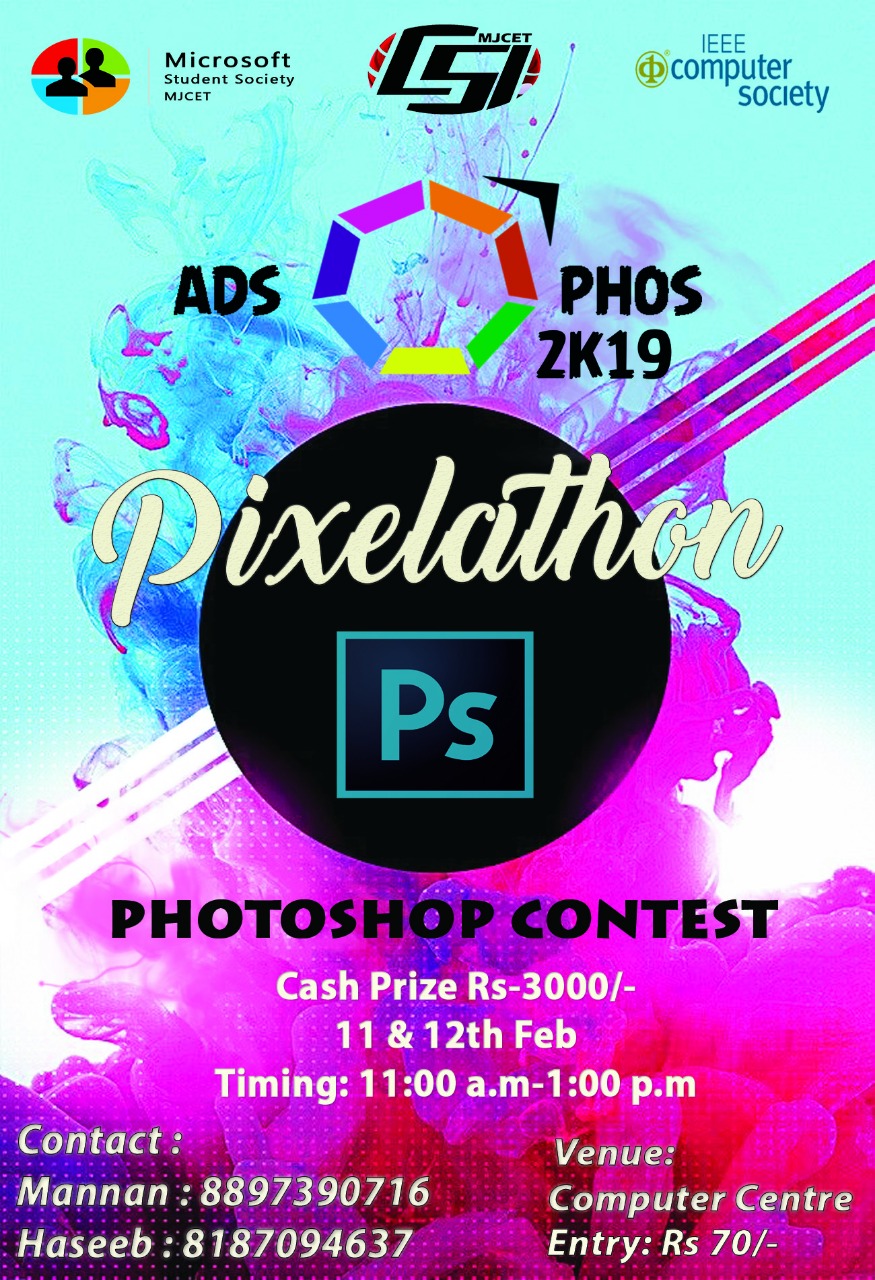 Microsoft
Student Society
MJCET
MJCET
CSI
IEEE
computer
society
ADS
PHOS
2K19
Pixelathon
Ps
PHOTOSHOP CONTEST
Cash Prize Rs-3000/-
11 & 12th Feb
Timing: 11:00 a.m-1:00 p.m
Contact :
Mannan : 8897390716
Haseeb : 8187094637
Venue:
Computer Centre
Entry: Rs 70/-